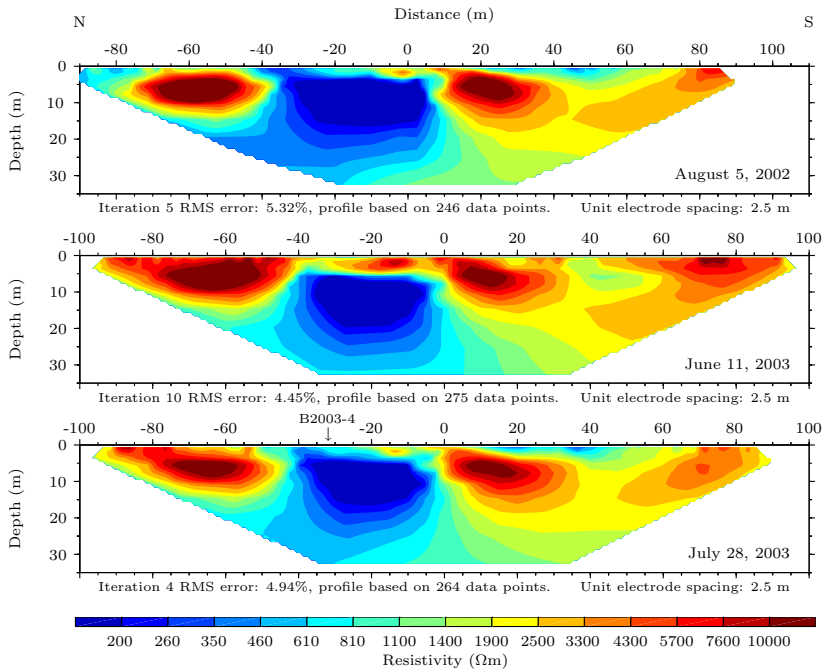 N Distance (m) S
-80 -60 -40 -20 0 20 40 60 80 100
0
10
20
30
Depth (m)
August 5, 2002
Iteration 5 RMS error: 5.32%, profile based on 246 data points. Unit electrode spacing: 2.5 m
-100 -80 -60 -40 -20 0 20 40 60 80 100
0
10
20
30
Depth (m)
June 11, 2003
Iteration 10 RMS error: 4.45%, profile based on 275 data points. Unit electrode spacing: 2.5 m
B2003-4
↓
-100 -80 -60 -40 -20 0 20 40 60 80 100
0
10
20
30
Depth (m)
July 28, 2003
Iteration 4 RMS error: 4.94%, profile based on 264 data points. Unit electrode spacing: 2.5 m
200 260 350 460 610 810 1100 1400 1900 2500 3300 4300 5700 7600 10000
Resistivity (Ωm)